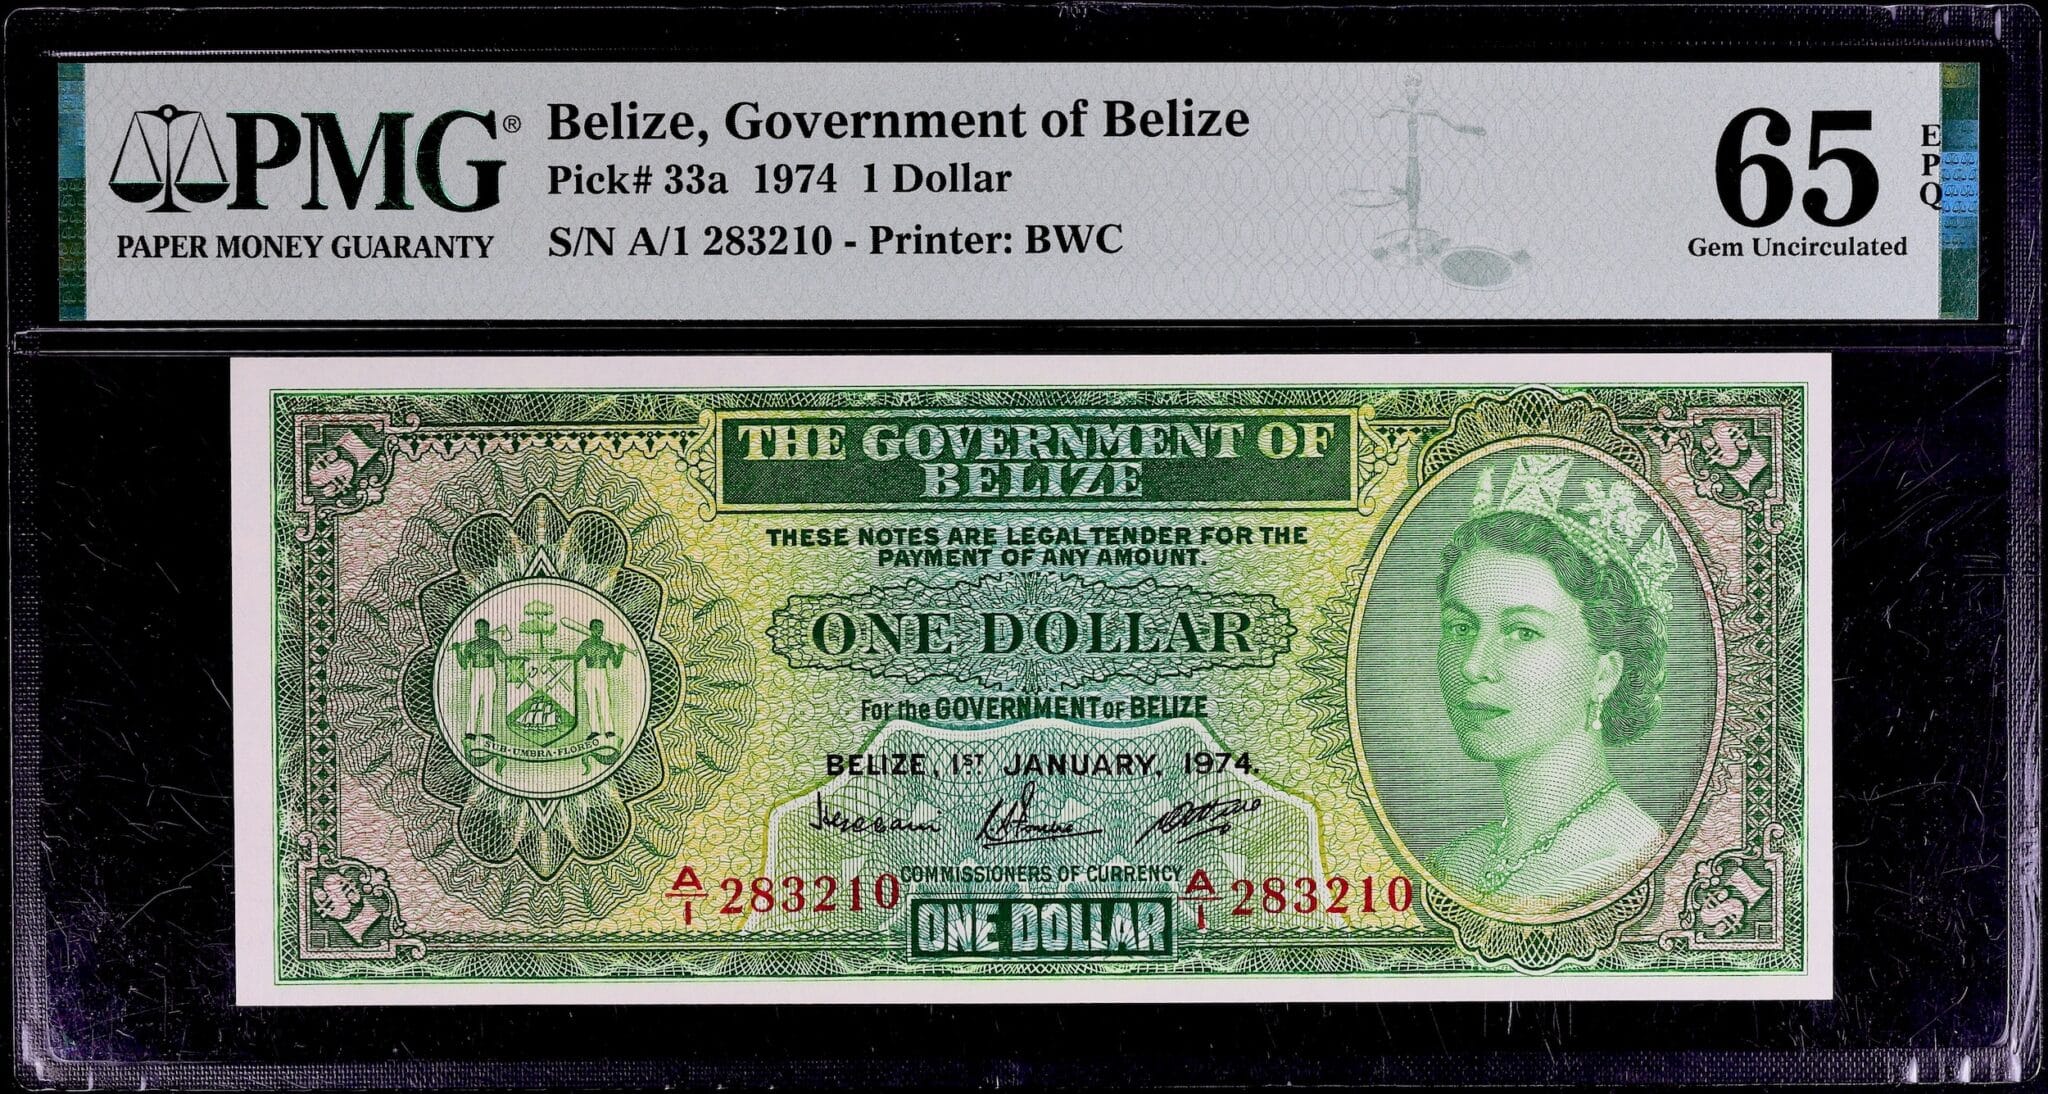 PMG®
PAPER MONEY GUARANTY
Belize, Government of Belize
Pick# 33a 1974 1 Dollar
S/N A/1 283210 - Printer: BWC
65
EPQ
Gem Uncirculated
$1
$1
THE GOVERNMENT OF
BELIZE
THESE NOTES ARE LEGAL TENDER FOR THE
PAYMENT OF ANY AMOUNT.
ONE DOLLAR
For the GOVERNMENT of BELIZE
SUB·UMBRA·FLOREO
BELIZE, 1ST JANUARY, 1974.
COMMISSIONERS OF CURRENCY
A/1 283210
A/1 283210
ONE DOLLAR
$1
$1